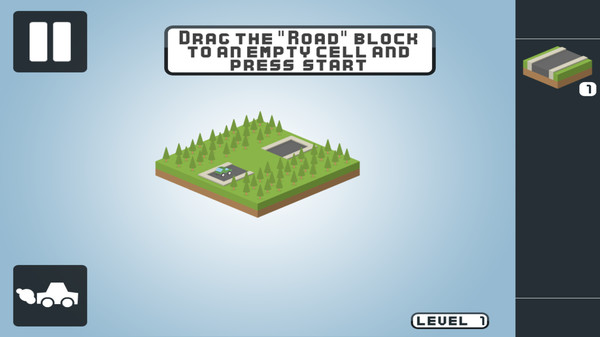 DRAG THE "ROAD" BLOCK
TO AN EMPTY CELL AND
PRESS START
1
LEVEL 1